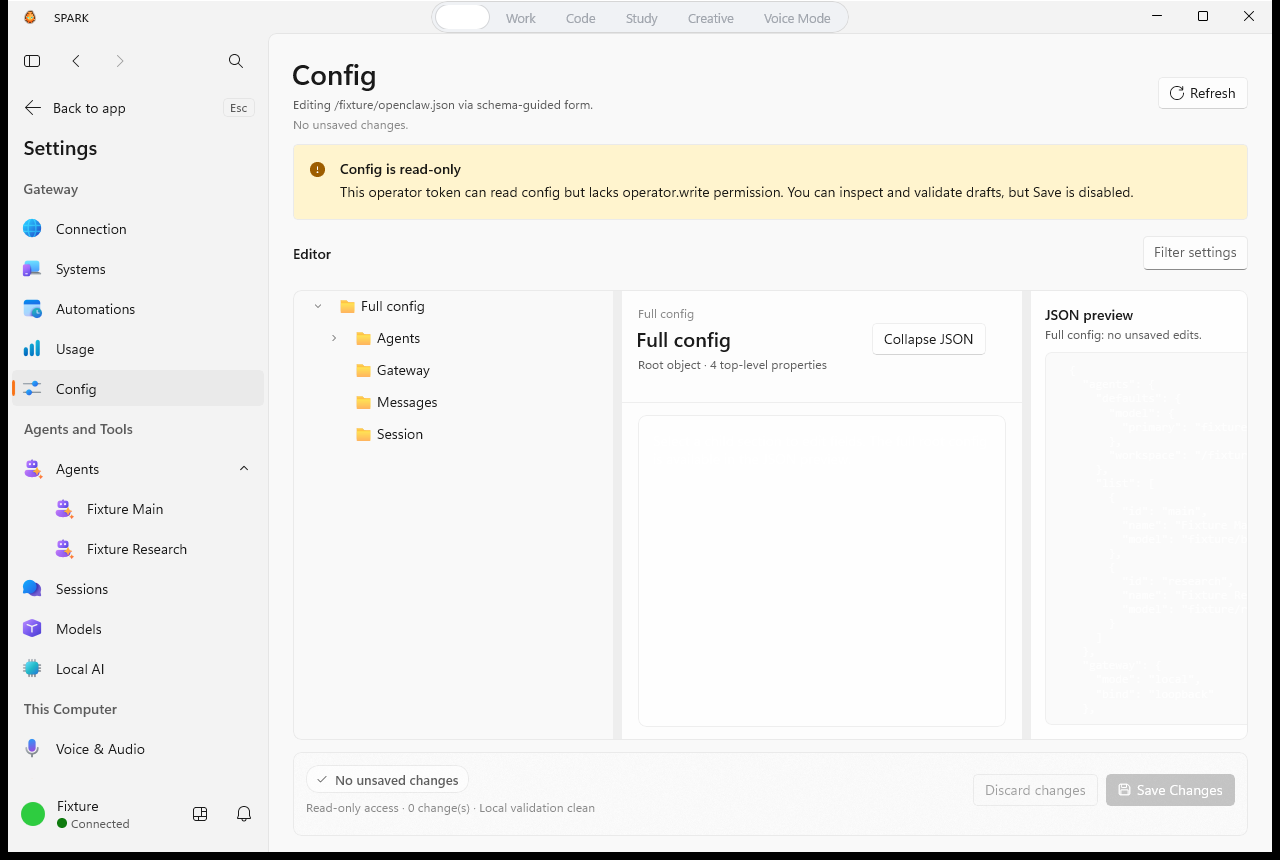 SPARK
Work
Code
Study
Creative
Voice Mode
Back to app
Esc
Settings
Gateway
Connection
Systems
Automations
Usage
Config
Agents and Tools
Agents
Fixture Main
Fixture Research
Sessions
Models
Local AI
This Computer
Voice & Audio
Fixture
Connected
Config
Editing /fixture/openclaw.json via schema-guided form.
No unsaved changes.
Refresh
Config is read-only
This operator token can read config but lacks operator.write permission. You can inspect and validate drafts, but Save is disabled.
Editor
Filter settings
Full config
Agents
Gateway
Messages
Session
Full config
Full config
Root object · 4 top-level properties
Collapse JSON
JSON preview
Full config: no unsaved edits.
No unsaved changes
Read-only access · 0 change(s) · Local validation clean
Discard changes
Save Changes